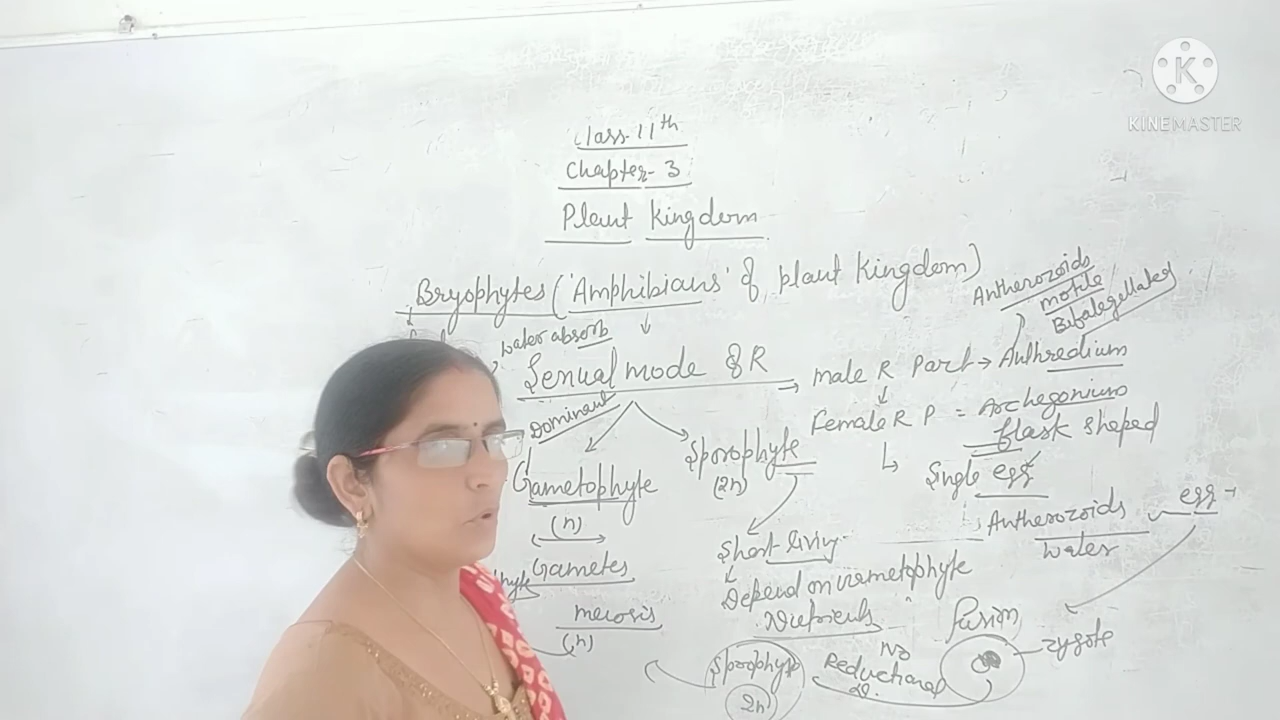 KINEMASTER
Class-11th
Chapter-3
Plant Kingdom
Bryophytes ('Amphibians' of plant Kingdom)
Antherozoids
motile
Bifalegellated
water absorb
Sexual mode of R
male R Part → Anthredium
Female R P = Archegonium
flask shaped
Single egg
Dominant
Gametophyte
(n)
Gametes
meiosis
(n)
Sporophyte
(2n)
Short living
Depend on Gametophyte
Nutrients
Antherozoids
water
egg
Fusion
zygote
No
Reductional
Sporophyte
2n